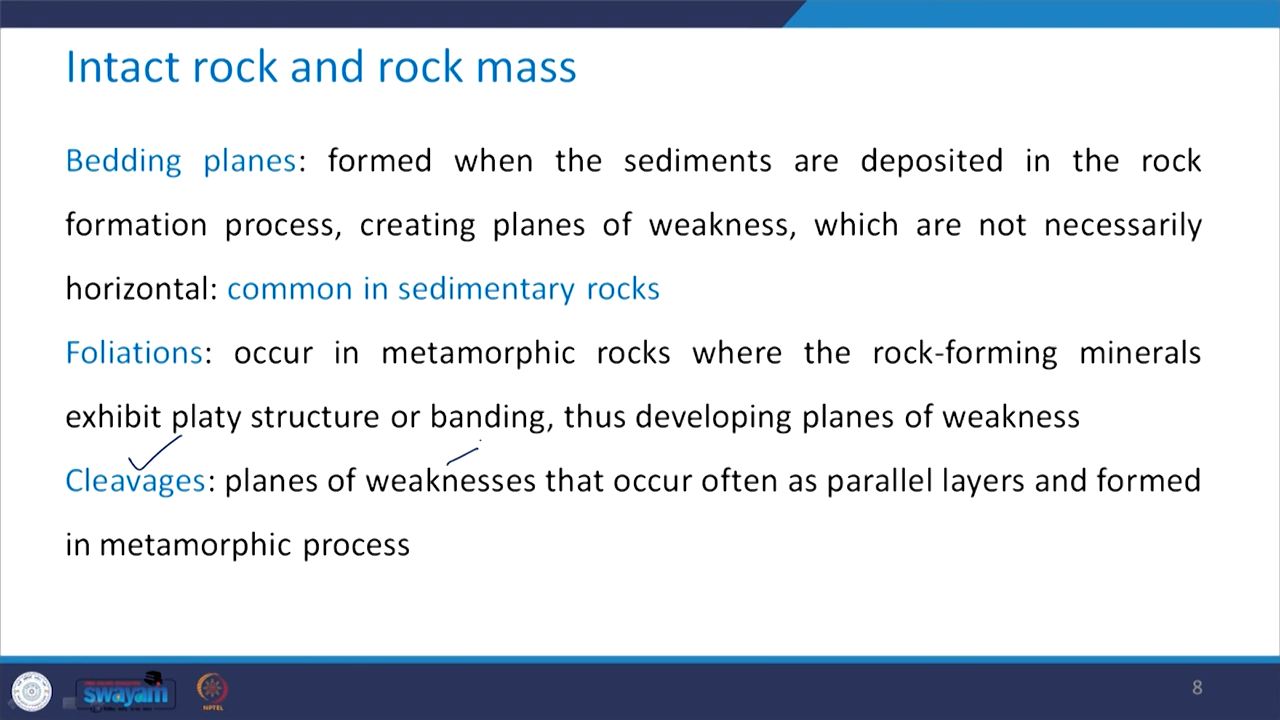 Intact rock and rock mass
Bedding planes: formed when the sediments are deposited in the rock
formation process, creating planes of weakness, which are not necessarily
horizontal: common in sedimentary rocks
Foliations: occur in metamorphic rocks where the rock-forming minerals
exhibit platy structure or banding, thus developing planes of weakness
Cleavages: planes of weaknesses that occur often as parallel layers and formed
in metamorphic process
swayam
NPTEL
8